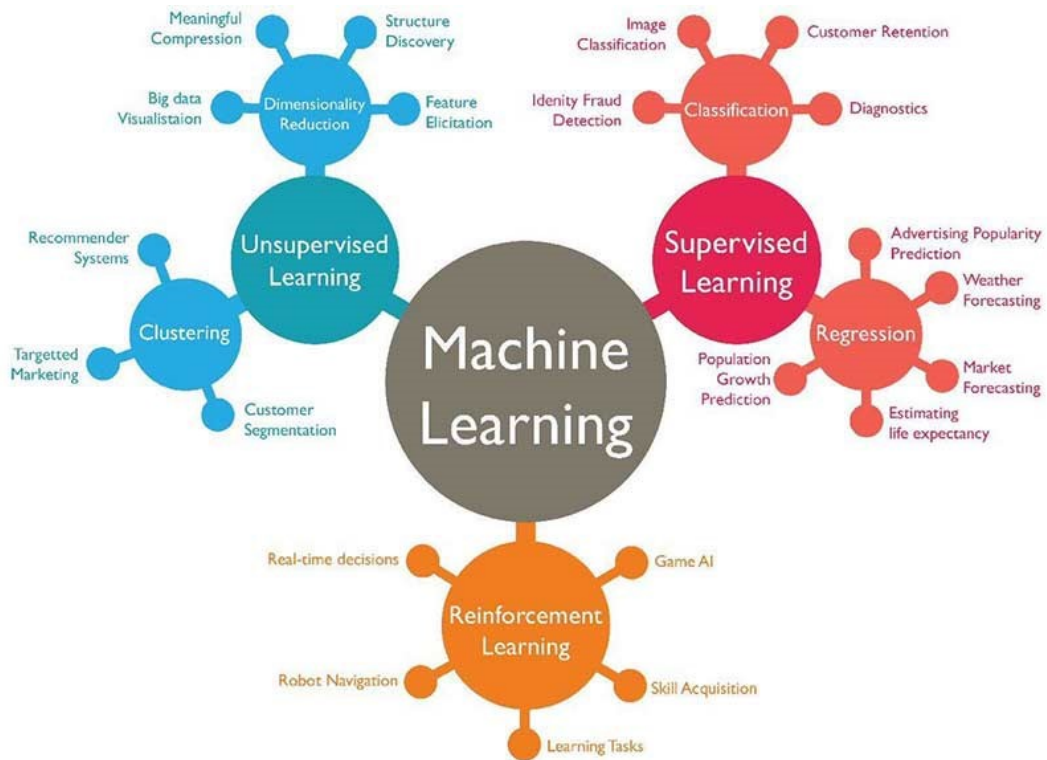 Meaningful
Compression
Structure
Discovery
Big data
Visualistaion
Dimensionality
Reduction
Feature
Elicitation
Image
Classification
Customer Retention
Idenity Fraud
Detection
Classification
Diagnostics
Recommender
Systems
Unsupervised
Learning
Clustering
Targetted
Marketing
Customer
Segmentation
Machine
Learning
Supervised
Learning
Advertising Popularity
Prediction
Weather
Forecasting
Regression
Population
Growth
Prediction
Market
Forecasting
Estimating
life expectancy
Real-time decisions
Game AI
Reinforcement
Learning
Robot Navigation
Skill Acquisition
Learning Tasks